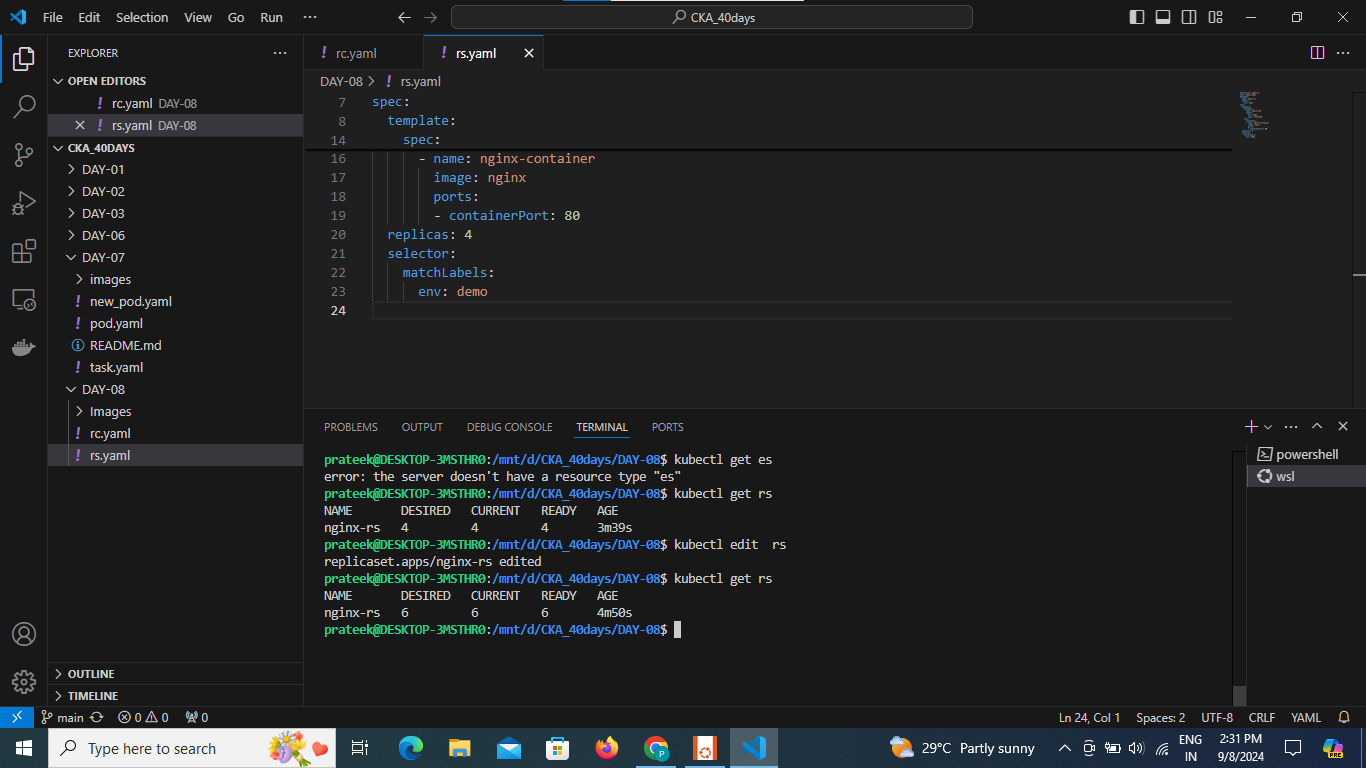 File Edit Selection View Go Run ··· CKA_40days
EXPLORER ···
OPEN EDITORS
! rc.yaml DAY-08
! rs.yaml DAY-08
CKA_40DAYS
DAY-01
DAY-02
DAY-03
DAY-06
DAY-07
images
! new_pod.yaml
! pod.yaml
README.md
! task.yaml
DAY-08
Images
! rc.yaml
! rs.yaml
OUTLINE
TIMELINE
! rc.yaml ! rs.yaml
DAY-08 > ! rs.yaml
7 spec:
8 template:
14 spec:
16 - name: nginx-container
17 image: nginx
18 ports:
19 - containerPort: 80
20 replicas: 4
21 selector:
22 matchLabels:
23 env: demo
24
PROBLEMS OUTPUT DEBUG CONSOLE TERMINAL PORTS
prateek@DESKTOP-3MSTHR0:/mnt/d/CKA_40days/DAY-08$ kubectl get es
error: the server doesn't have a resource type "es"
prateek@DESKTOP-3MSTHR0:/mnt/d/CKA_40days/DAY-08$ kubectl get rs
NAME DESIRED CURRENT READY AGE
nginx-rs 4 4 4 3m39s
prateek@DESKTOP-3MSTHR0:/mnt/d/CKA_40days/DAY-08$ kubectl edit  rs
replicaset.apps/nginx-rs edited
prateek@DESKTOP-3MSTHR0:/mnt/d/CKA_40days/DAY-08$ kubectl get rs
NAME DESIRED CURRENT READY AGE
nginx-rs 6 6 6 4m50s
prateek@DESKTOP-3MSTHR0:/mnt/d/CKA_40days/DAY-08$
powershell
wsl
main 0 0 0 Ln 24, Col 1 Spaces: 2 UTF-8 CRLF YAML
Type here to search 29°C Partly sunny ENG IN 2:31 PM 9/8/2024 PRE